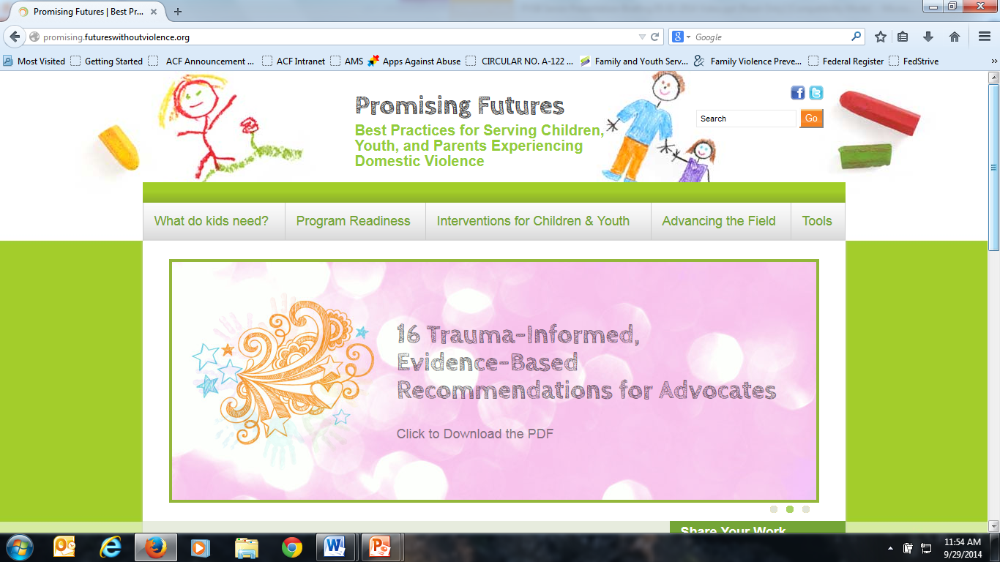 Promising Futures | Best Pr...
promising.futureswithoutviolence.org
Google
Most Visited Getting Started ACF Announcement ... ACF Intranet AMS Apps Against Abuse CIRCULAR NO. A-122 ... Family and Youth Serv... Family Violence Preve... Federal Register FedStrive
Promising Futures
Best Practices for Serving Children,
Youth, and Parents Experiencing
Domestic Violence
Search Go
What do kids need? Program Readiness Interventions for Children & Youth Advancing the Field Tools
16 Trauma-Informed,
Evidence-Based
Recommendations for Advocates
Click to Download the PDF
Share Your Work
11:54 AM
9/29/2014